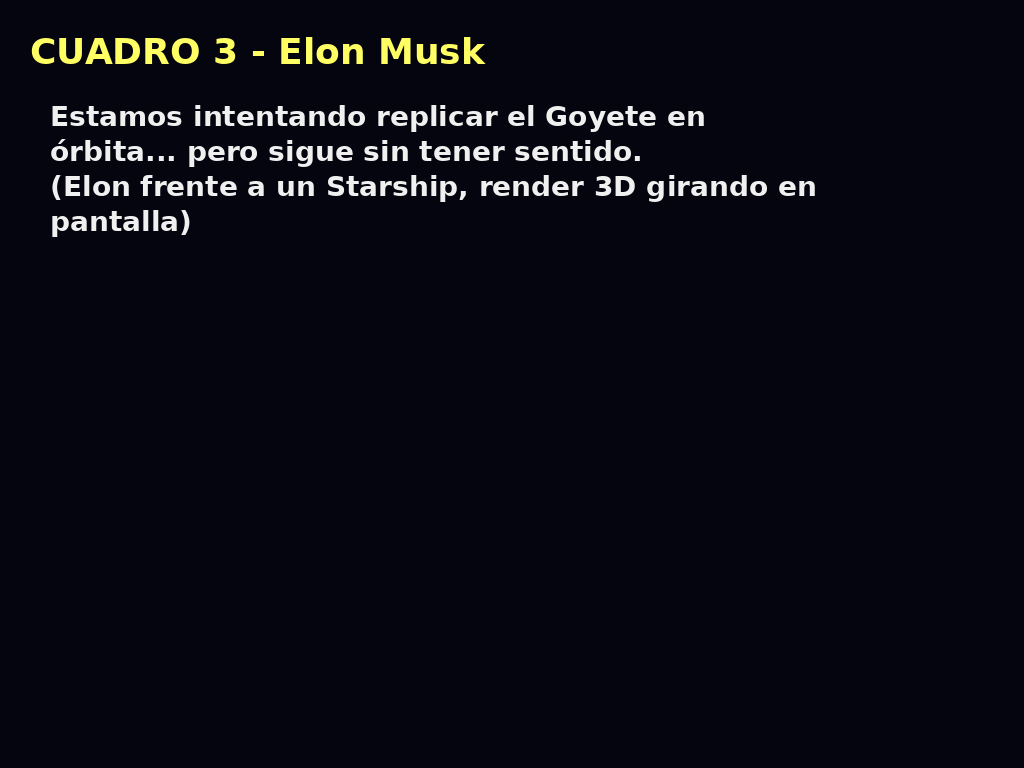 CUADRO 3 - Elon Musk
Estamos intentando replicar el Goyete en
órbita... pero sigue sin tener sentido.
(Elon frente a un Starship, render 3D girando en
pantalla)